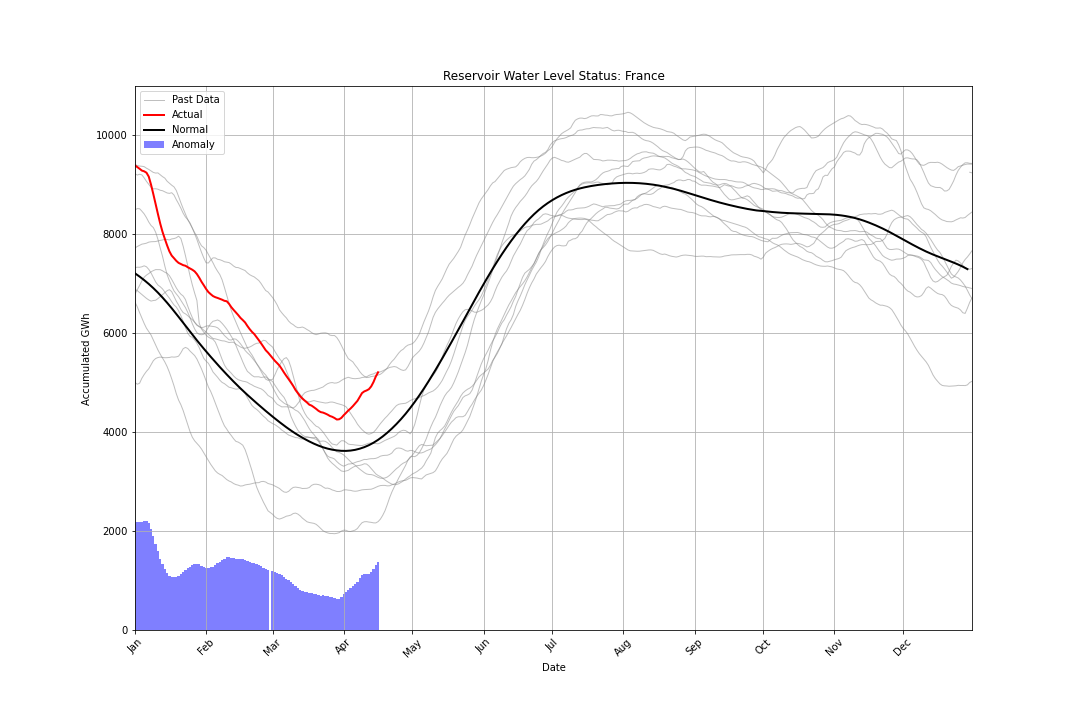 Reservoir Water Level Status: France
Past Data
Actual
Normal
Anomaly
Accumulated GWh
10000
8000
6000
4000
2000
0
Jan Feb Mar Apr May Jun Jul Aug Sep Oct Nov Dec
Date